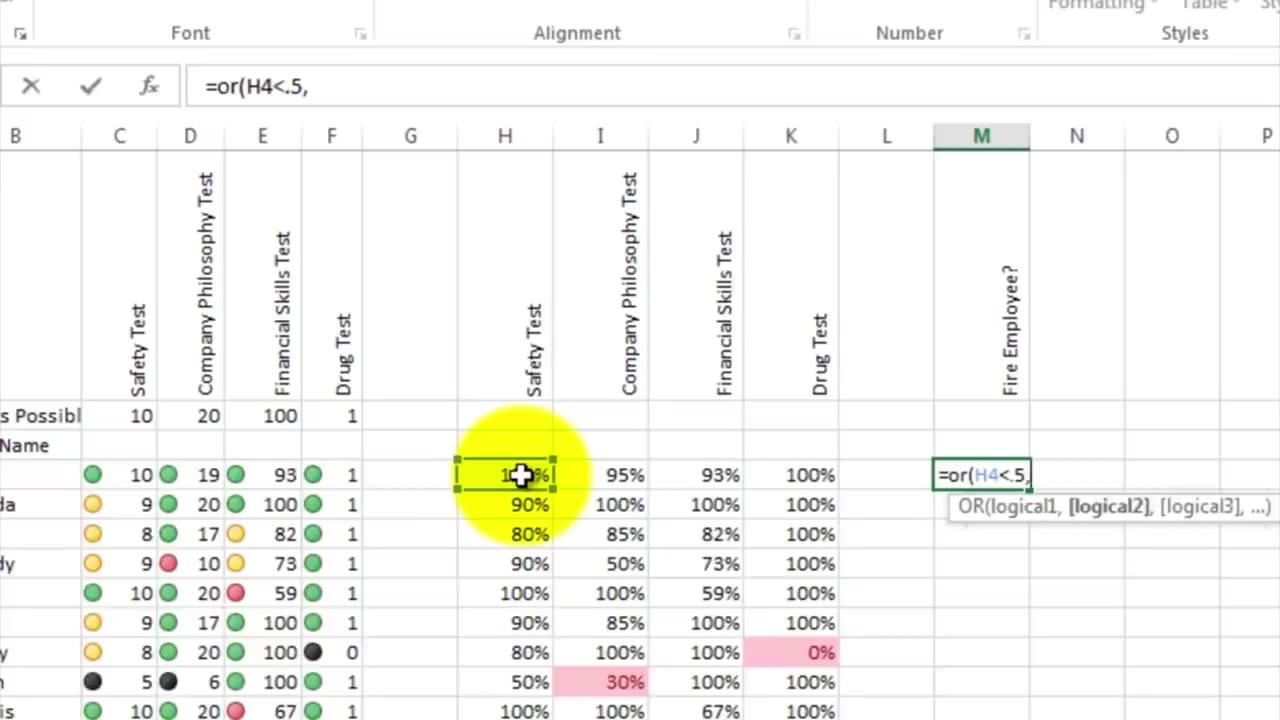 Formatting Table
Font Alignment Number Styles
fx =or(H4<.5,
B C D E F G H I J K L M N O P
Safety Test Company Philosophy Test Financial Skills Test Drug Test Safety Test Company Philosophy Test Financial Skills Test Drug Test Fire Employee?
s Possibl 10 20 100 1
Name
10 19 93 1 95% 93% 100% =or(H4<.5,
da 9 20 100 1 90% 100% 100% 100%
OR(logical1, [logical2], [logical3], ...)
8 17 82 1 80% 85% 82% 100%
dy 9 10 73 1 90% 50% 73% 100%
10 20 59 1 100% 100% 59% 100%
9 17 100 1 90% 85% 100% 100%
y 8 20 100 0 80% 100% 100% 0%
5 6 100 1 50% 30% 100% 100%
is 10 20 67 1 100% 100% 67% 100%